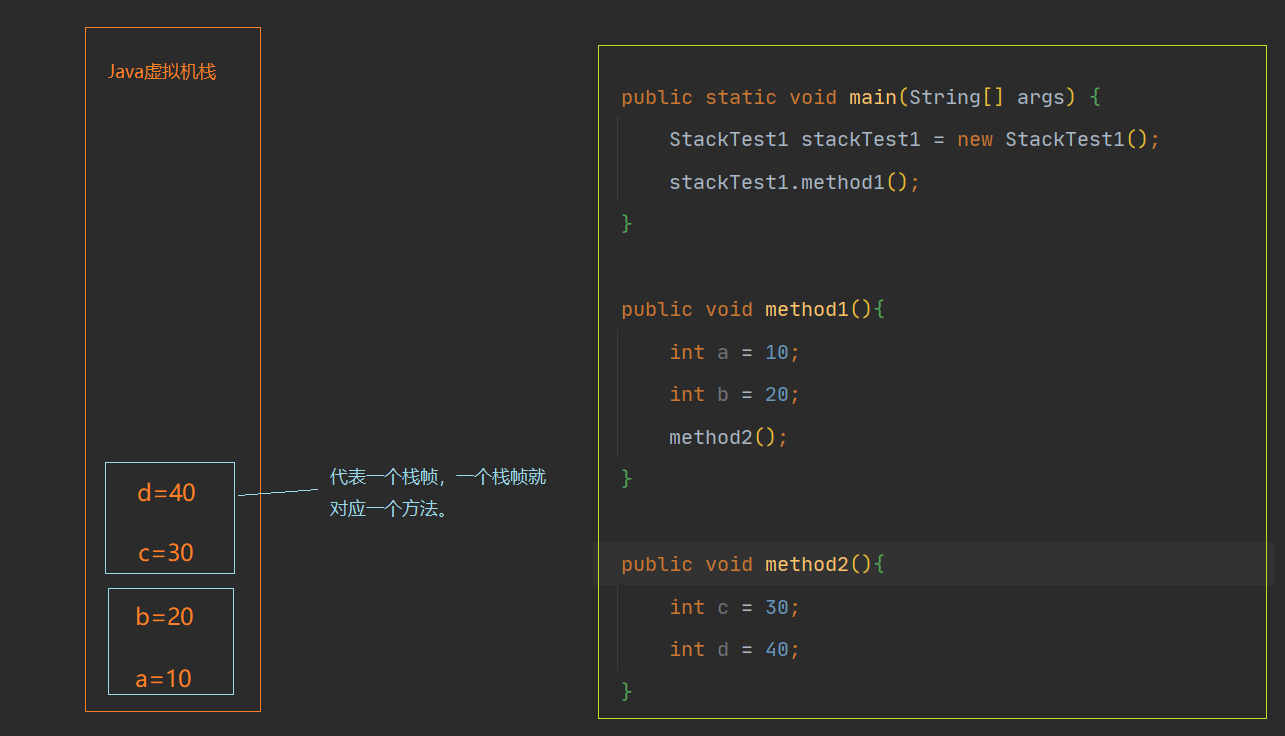 Java虚拟机栈
d=40
c=30
b=20
a=10
代表一个栈帧，一个栈帧就
对应一个方法。
public static void main(String[] args) {
    StackTest1 stackTest1 = new StackTest1();
    stackTest1.method1();
}
public void method1(){
    int a = 10;
    int b = 20;
    method2();
}
public void method2(){
    int c = 30;
    int d = 40;
}